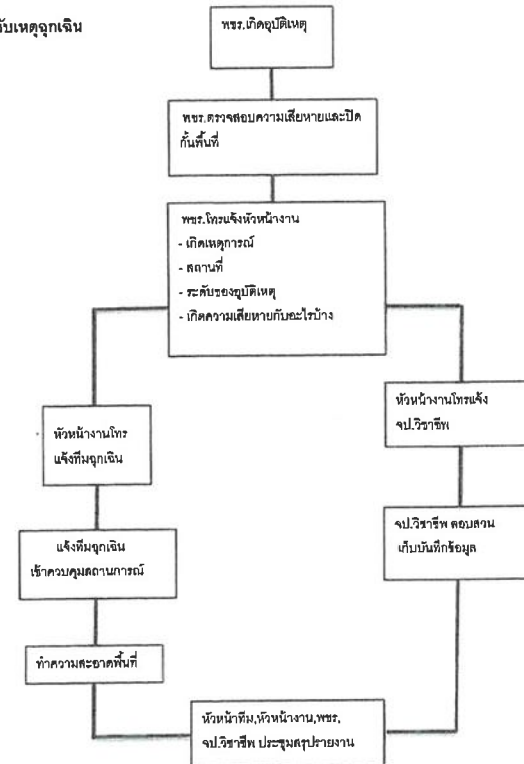 วับเหตุฉุกเฉิน
พขร.เกิดอุบัติเหตุ
พขร.ตรวจสอบความเสียหายและปิด
กั้นพื้นที่
พขร.โทรแจ้งหัวหน้างาน
- เกิดเหตุการณ์
- สถานที่
- ระดับของอุบัติเหตุ
- เกิดความเสียหายกับอะไรบ้าง
หัวหน้างานโทร
แจ้งทีมฉุกเฉิน
แจ้งทีมฉุกเฉิน
เข้าควบคุมสถานการณ์
ทำความสะอาดพื้นที่
หัวหน้างานโทรแจ้ง
จป.วิชาชีพ
จป.วิชาชีพ สอบสวน
เก็บบันทึกข้อมูล
หัวหน้าทีม,หัวหน้างาน,พขร,
จป.วิชาชีพ ประชุมสรุปรายงาน